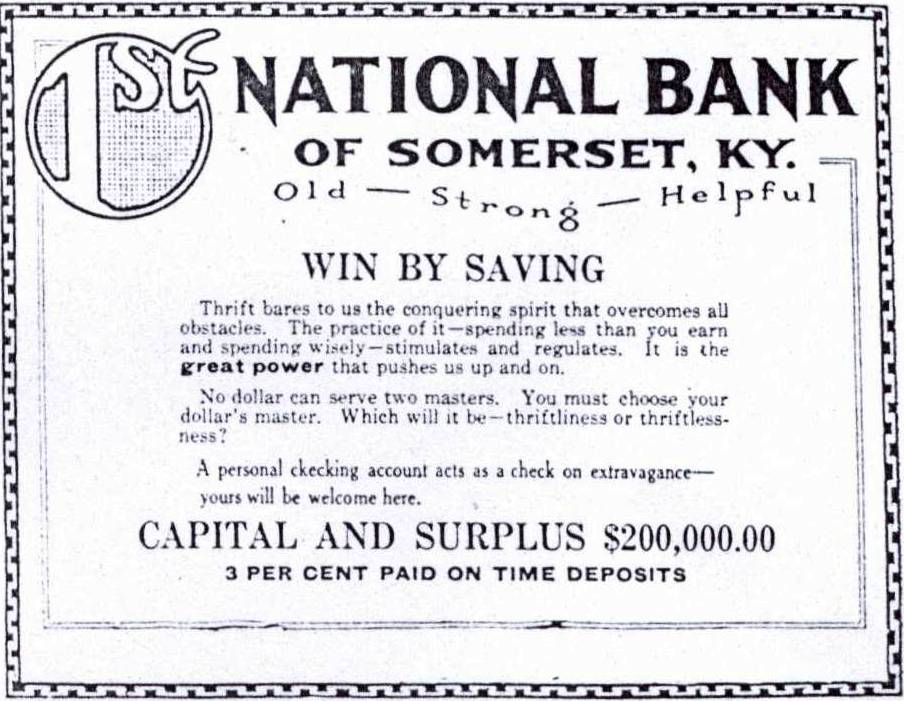 1st NATIONAL BANK
OF SOMERSET, KY.
Old — Strong — Helpful
WIN BY SAVING
Thrift bares to us the conquering spirit that overcomes all
obstacles. The practice of it—spending less than you earn
and spending wisely—stimulates and regulates. It is the
great power that pushes us up and on.
No dollar can serve two masters. You must choose your
dollar's master. Which will it be—thriftliness or thriftless-
ness?
A personal ckecking account acts as a check on extravagance—
yours will be welcome here.
CAPITAL AND SURPLUS $200,000.00
3 PER CENT PAID ON TIME DEPOSITS